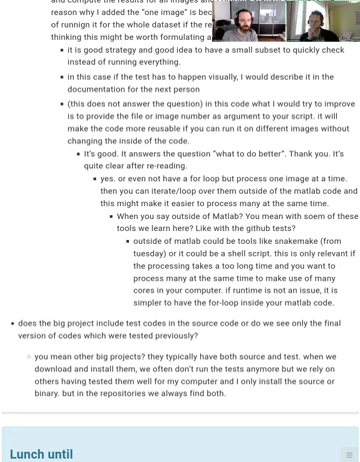 and compute the results for all images and
reason why I added the "one image" is bec
of runnign it for the whole dataset if the re
thinking this might be worth formulating a
it is good strategy and good idea to have a small subset to quickly check
instead of running everything.
in this case if the test has to happen visually, I would describe it in the
documentation for the next person
(this does not answer the question) in this code what I would try to improve
is to provide the file or image number as argument to your script. it will
make the code more reusable if you can run it on different images without
changing the inside of the code.
It's good. It answers the question "what to do better". Thank you. It's
quite clear after re-reading.
yes. or even not have a for loop but process one image at a time.
then you can iterate/loop over them outside of the matlab code and
this might make it easier to process many at the same time.
When you say outside of Matlab? You mean with soem of these
tools we learn here? Like with the github tests?
outside of matlab could be tools like snakemake (from
tuesday) or it could be a shell script. this is only relevant if
the processing takes a too long time and you want to
process many at the same time to make use of many
cores in your computer. if runtime is not an issue, it is
simpler to have the for-loop inside your matlab code.
does the big project include test codes in the source code or do we see only the final
version of codes which were tested previously?
you mean other big projects? they typically have both source and test. when we
download and install them, we often don't run the tests anymore but we rely on
others having tested them well for my computer and I only install the source or
binary. but in the repositories we always find both.
Lunch until